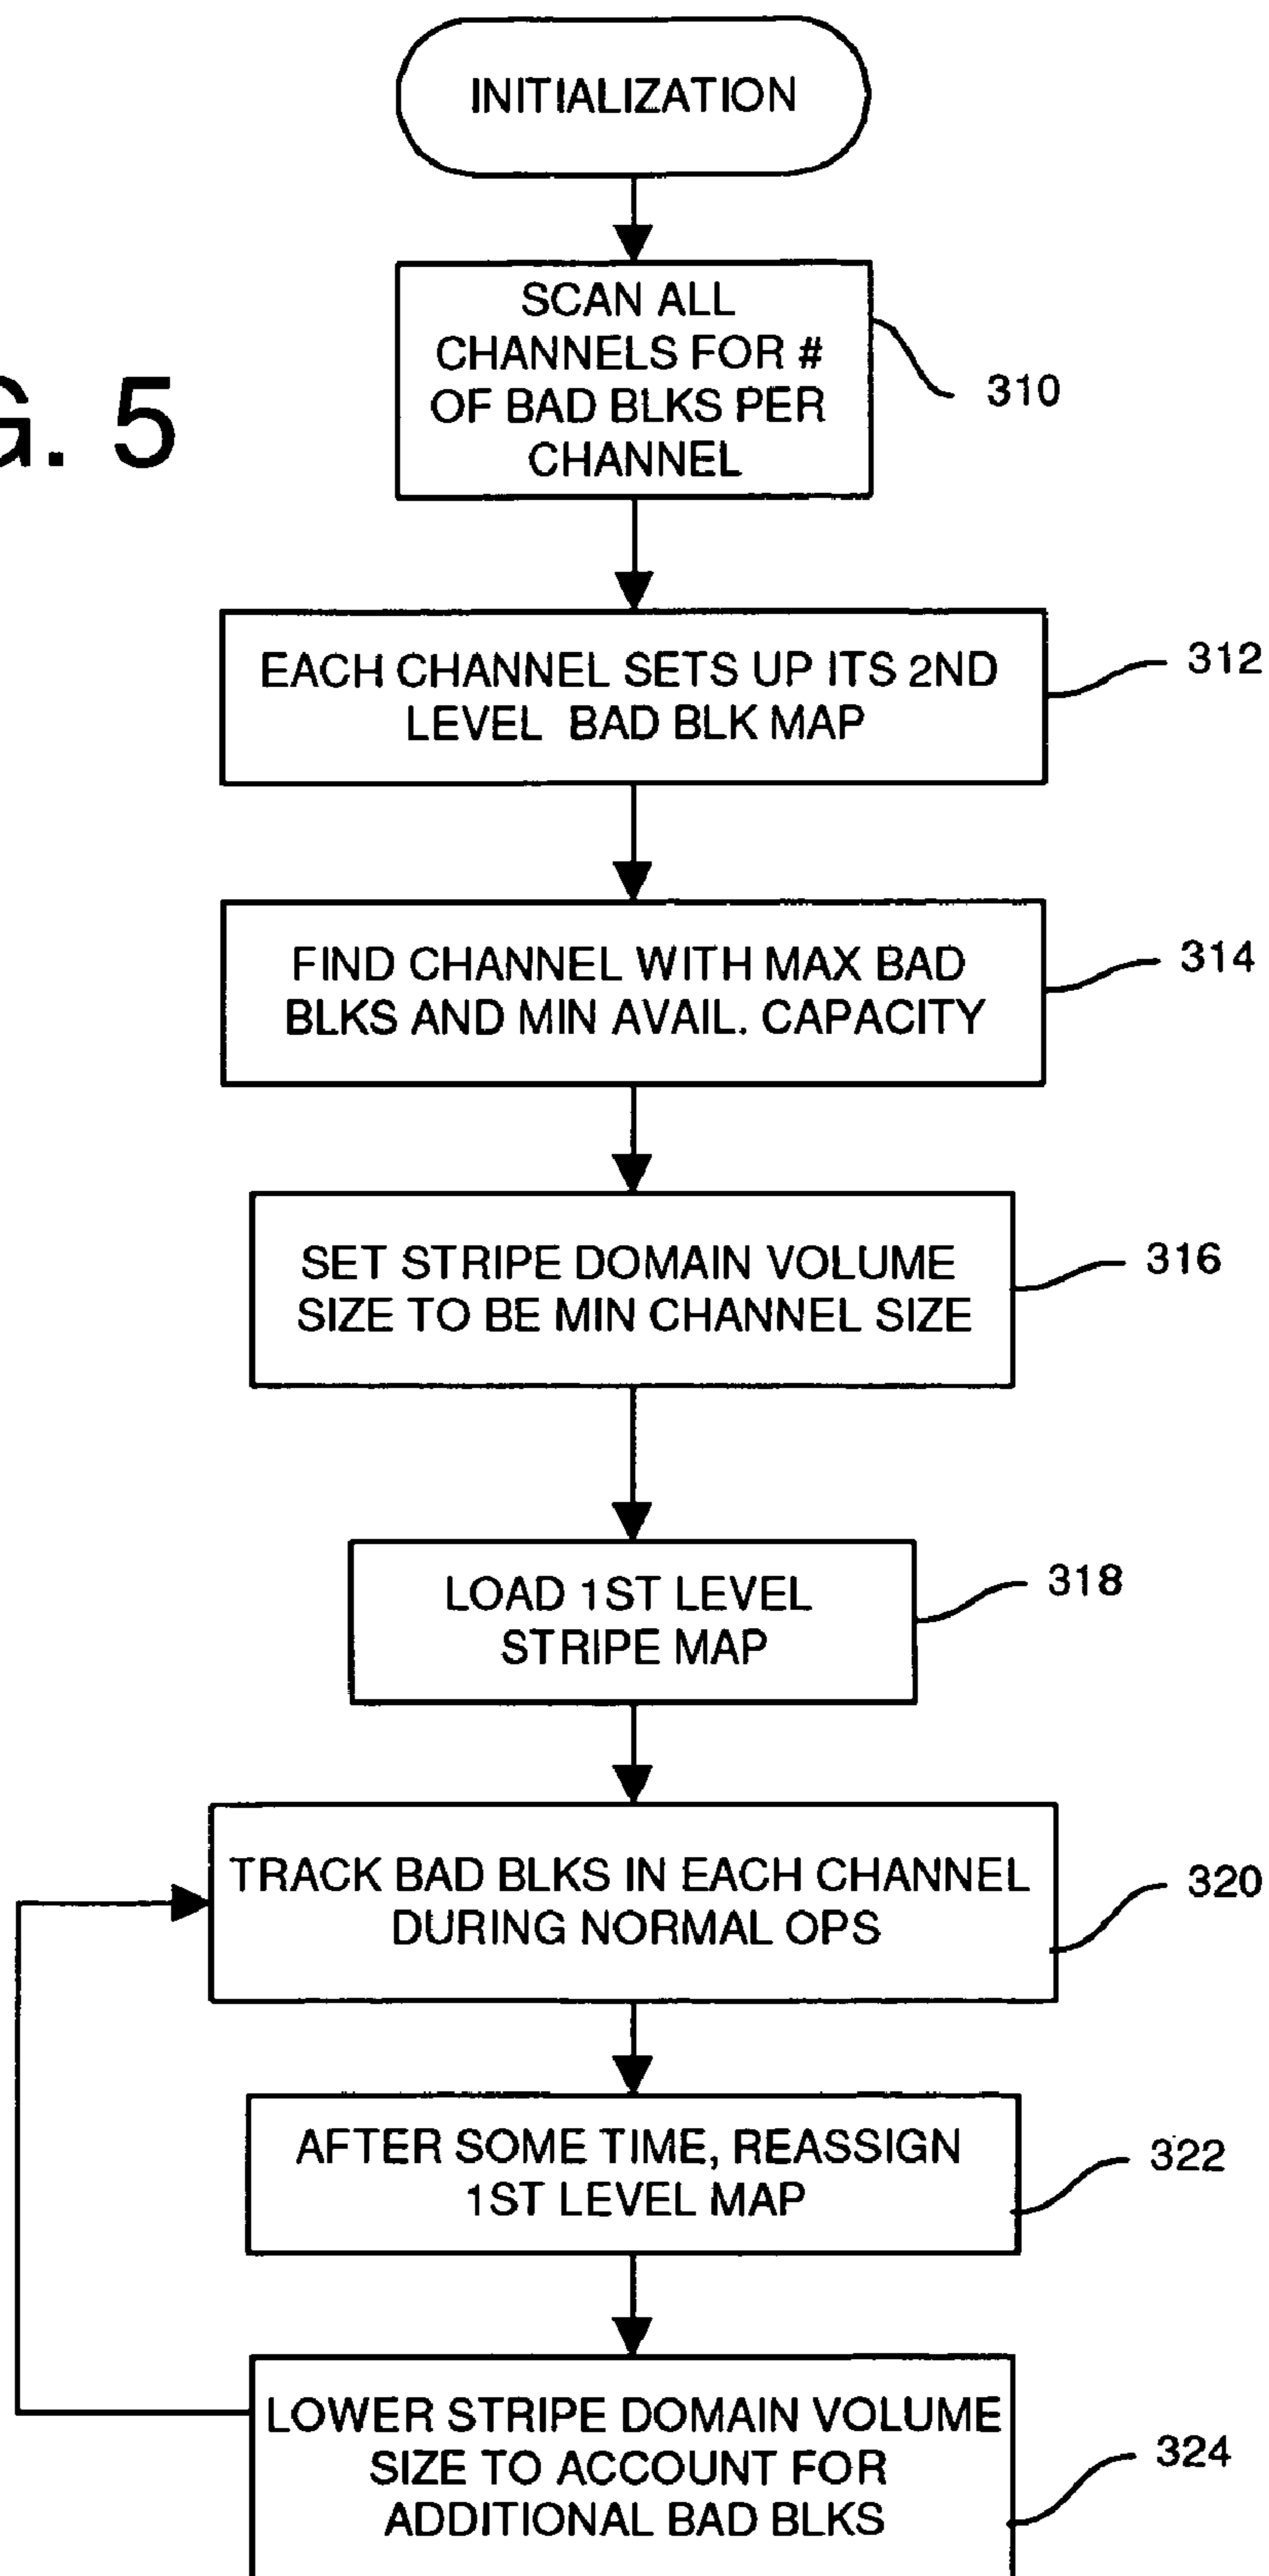 INITIALIZATION
SCAN ALL
CHANNELS FOR #
OF BAD BLKS PER
CHANNEL
310
G. 5
EACH CHANNEL SETS UP ITS 2ND
LEVEL BAD BLK MAP
312
FIND CHANNEL WITH MAX BAD
BLKS AND MIN AVAIL. CAPACITY
314
SET STRIPE DOMAIN VOLUME
SIZE TO BE MIN CHANNEL SIZE
316
LOAD 1ST LEVEL
STRIPE MAP
318
TRACK BAD BLKS IN EACH CHANNEL
DURING NORMAL OPS
320
AFTER SOME TIME, REASSIGN
1ST LEVEL MAP
322
LOWER STRIPE DOMAIN VOLUME
SIZE TO ACCOUNT FOR
ADDITIONAL BAD BLKS
324